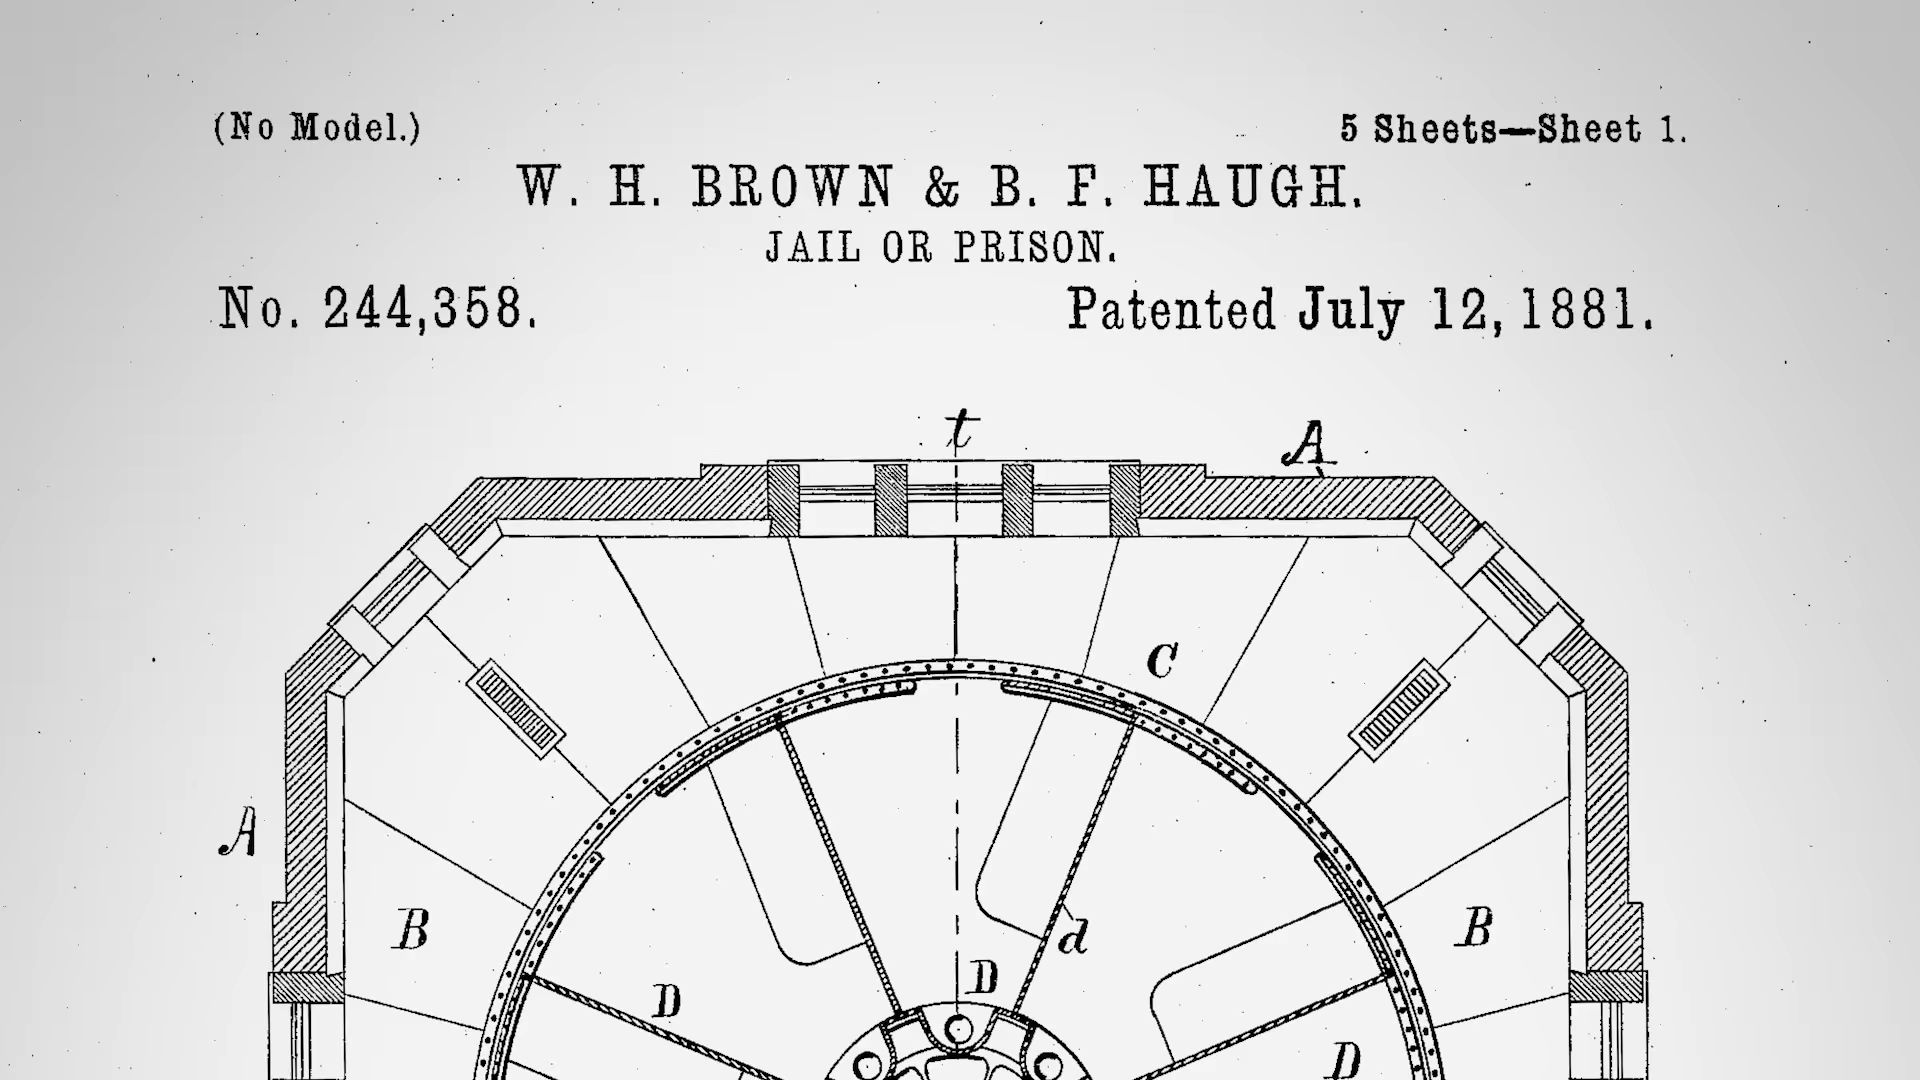 (No Model.)
5 Sheets—Sheet 1.
W. H. BROWN & B. F. HAUGH.
JAIL OR PRISON.
No. 244,358.
Patented July 12, 1881.
t
A
C
A
B
B
d
D
D
D